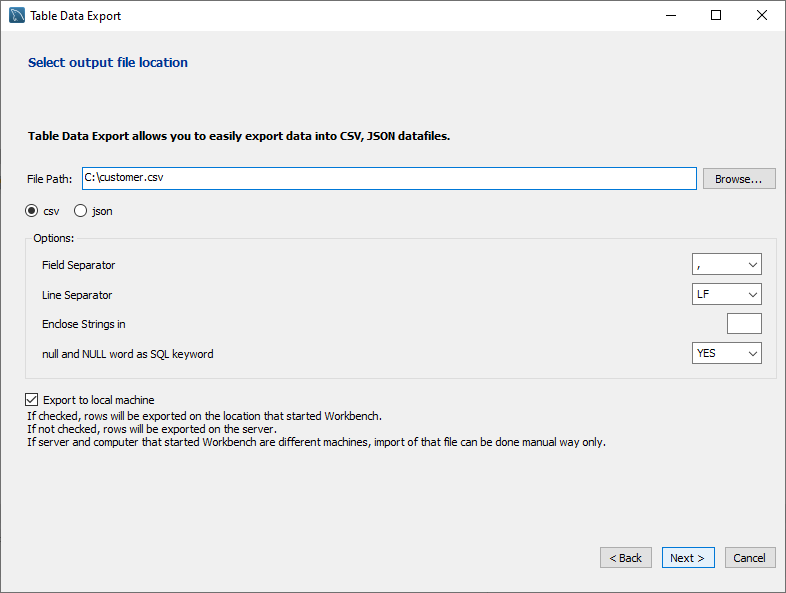 Table Data Export
Select output file location
Table Data Export allows you to easily export data into CSV, JSON datafiles.
File Path: C:\customer.csv Browse...
csv json
Options:
Field Separator ,
Line Separator LF
Enclose Strings in
null and NULL word as SQL keyword YES
Export to local machine
If checked, rows will be exported on the location that started Workbench.
If not checked, rows will be exported on the server.
If server and computer that started Workbench are different machines, import of that file can be done manual way only.
< Back Next > Cancel